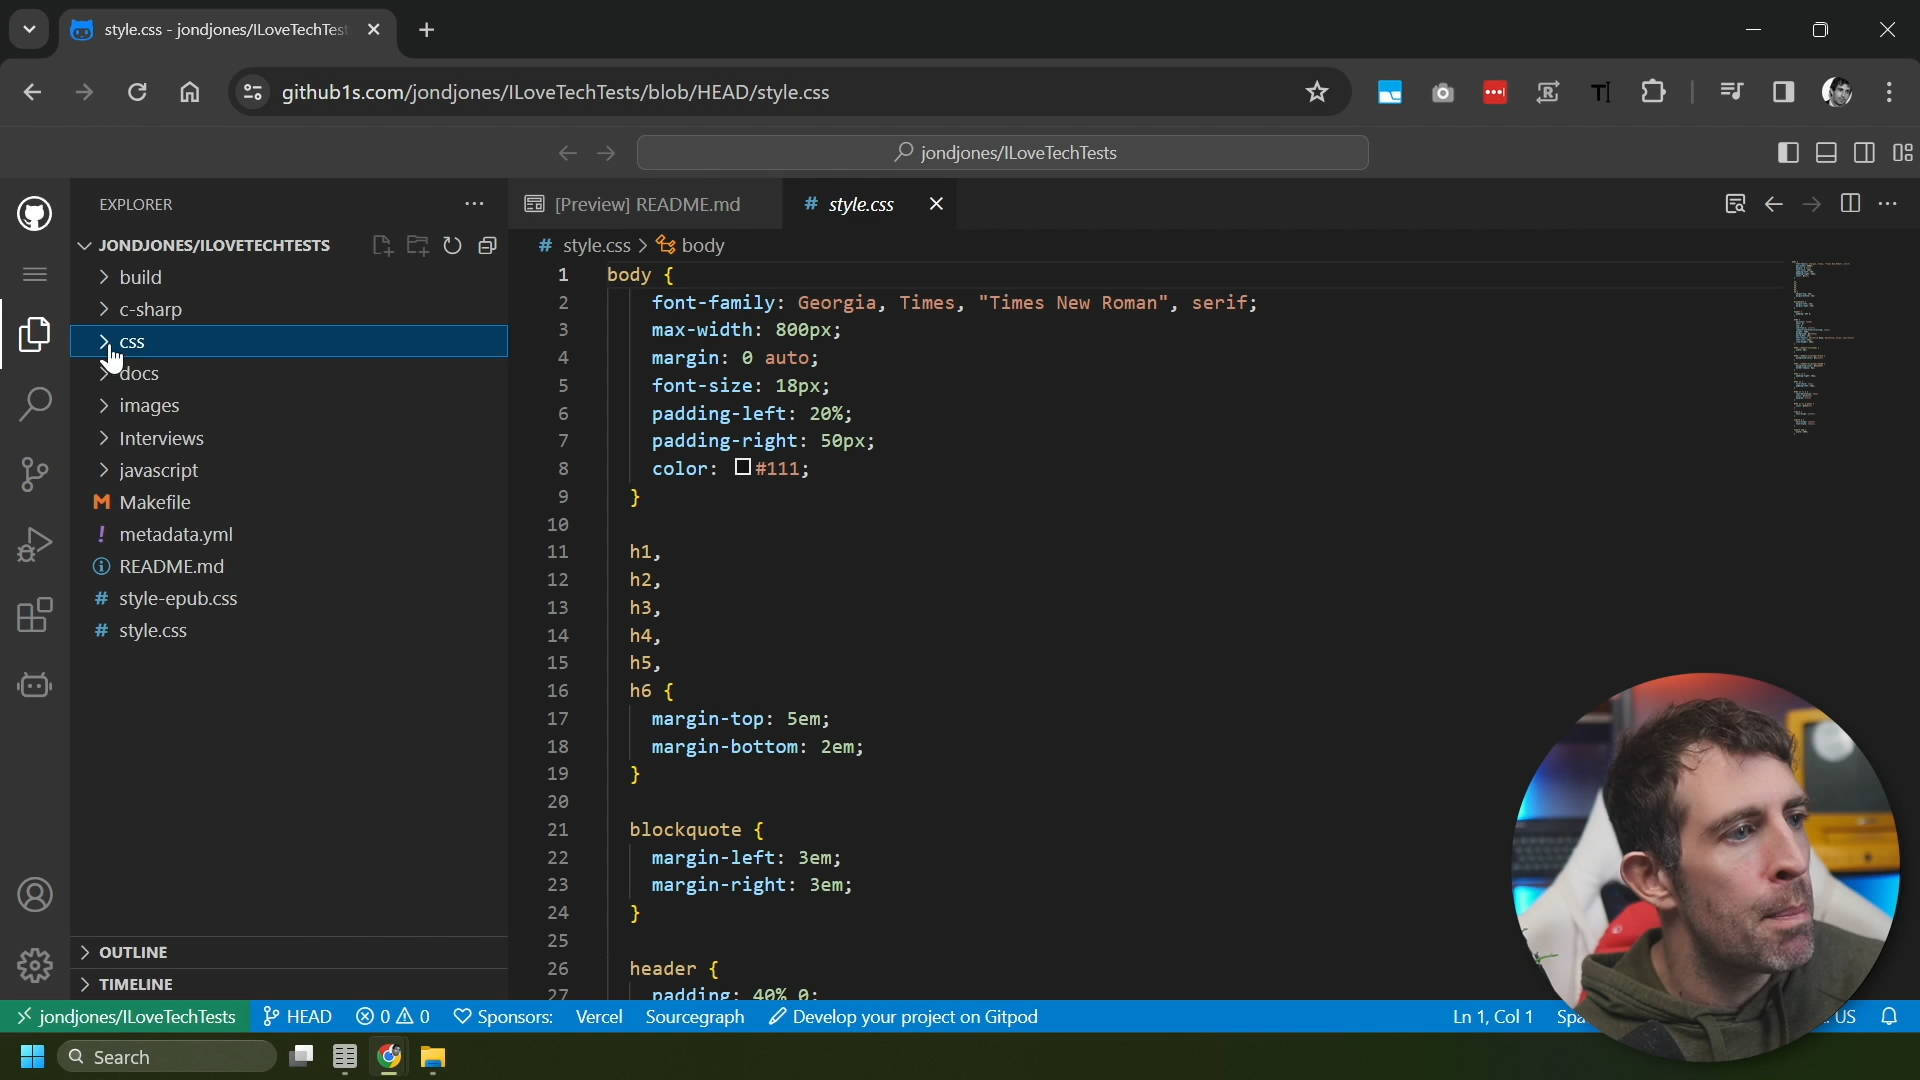 style.css - jondjones/ILoveTechTest
github1s.com/jondjones/ILoveTechTests/blob/HEAD/style.css
jondjones/ILoveTechTests
EXPLORER
JONDJONES/ILOVETECHTESTS
build
c-sharp
css
docs
images
Interviews
javascript
M Makefile
! metadata.yml
README.md
# style-epub.css
# style.css
OUTLINE
TIMELINE
[Preview] README.md
# style.css
# style.css > body
1 body {
2 font-family: Georgia, Times, "Times New Roman", serif;
3 max-width: 800px;
4 margin: 0 auto;
5 font-size: 18px;
6 padding-left: 20%;
7 padding-right: 50px;
8 color: #111;
9 }
10
11 h1,
12 h2,
13 h3,
14 h4,
15 h5,
16 h6 {
17 margin-top: 5em;
18 margin-bottom: 2em;
19 }
20
21 blockquote {
22 margin-left: 3em;
23 margin-right: 3em;
24 }
25
26 header {
27 padding: 40% 0;
jondjones/ILoveTechTests HEAD 0 0 Sponsors: Vercel Sourcegraph Develop your project on Gitpod Ln 1, Col 1 Spa US
Search